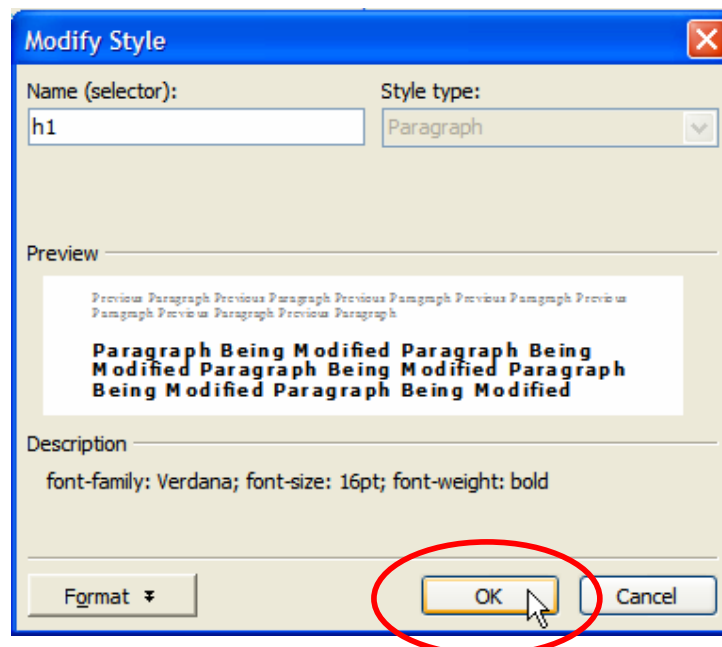 Modify Style
Name (selector): Style type:
h1 Paragraph
Preview
Previous Paragraph Previous Paragraph Previous Paragraph Previous Paragraph Previous
Paragraph Previous Paragraph Previous Paragraph
Paragraph Being Modified Paragraph Being
Modified Paragraph Being Modified Paragraph
Being Modified Paragraph Being Modified
Description
font-family: Verdana; font-size: 16pt; font-weight: bold
Format OK Cancel